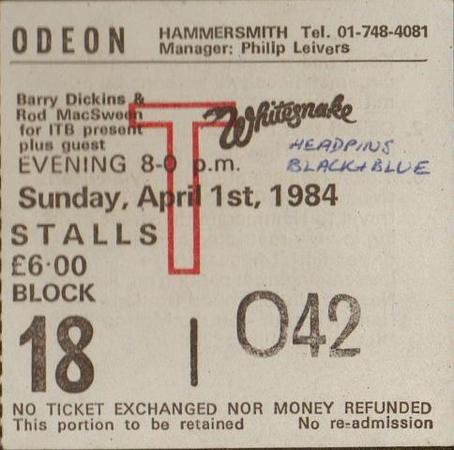 ODEON
HAMMERSMITH Tel. 01-748-4081
Manager: Philip Leivers
Barry Dickins &
Rod MacSween
for ITB present
plus guest
Whitesnake
HEADPINS
BLACK + BLUE
T
EVENING 8-0 p.m.
Sunday, April 1st, 1984
STALLS
£6·00
BLOCK
18 | O42
NO TICKET EXCHANGED NOR MONEY REFUNDED
This portion to be retained No re-admission